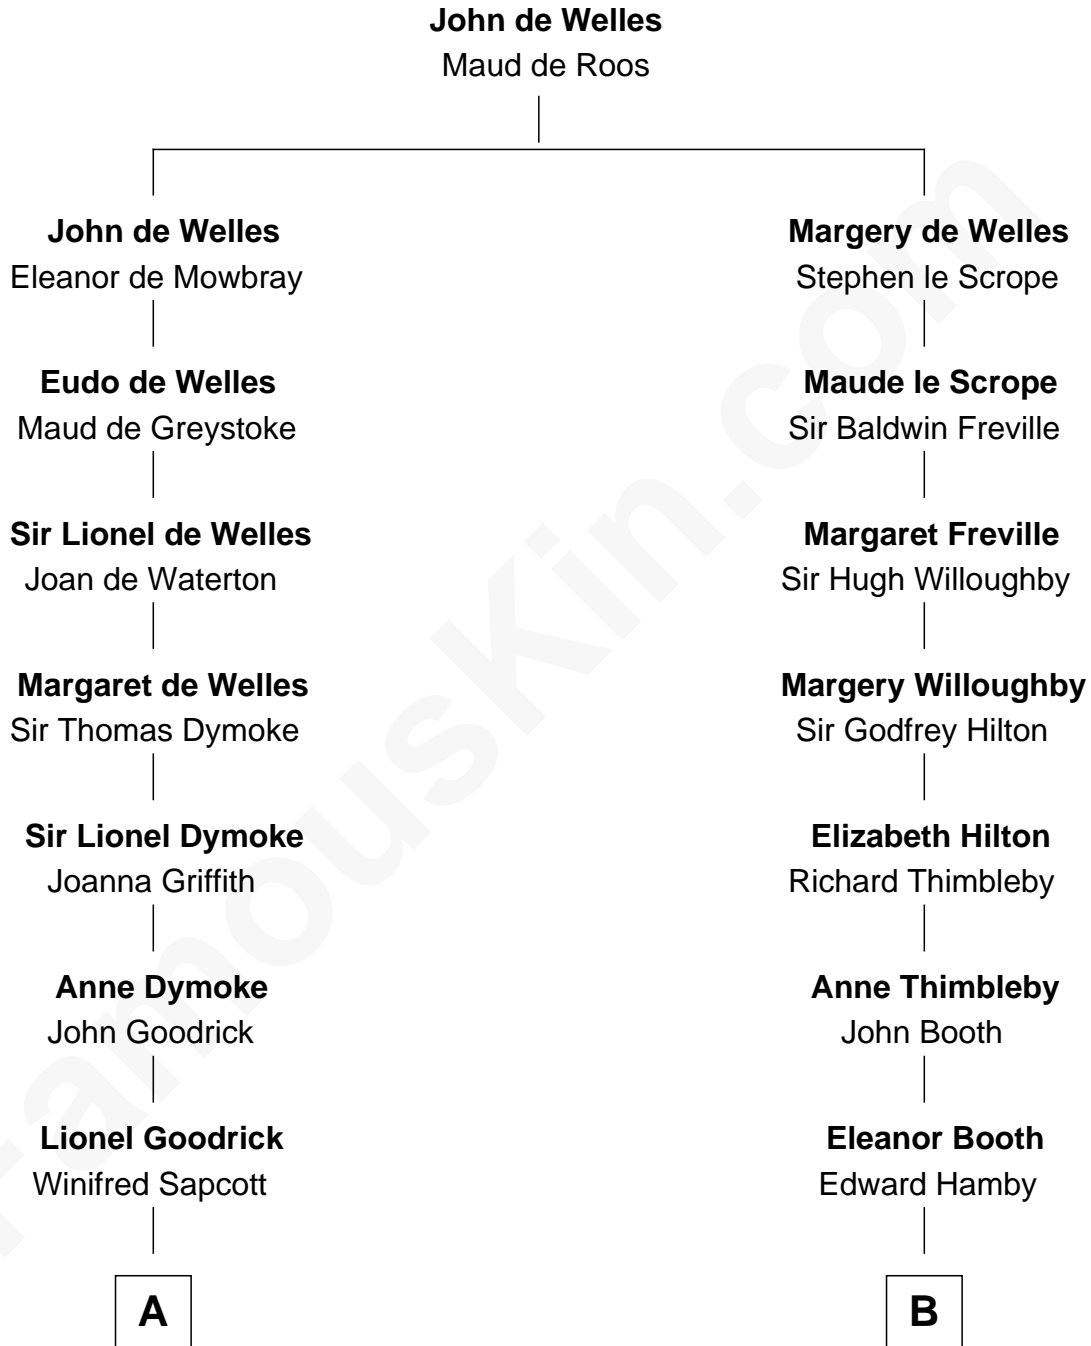 John de Welles
Maud de Roos
John de Welles
Eleanor de Mowbray
Margery de Welles
Stephen le Scrope
Eudo de Welles
Maud de Greystoke
Maude le Scrope
Sir Baldwin Freville
Sir Lionel de Welles
Joan de Waterton
Margaret Freville
Sir Hugh Willoughby
Margaret de Welles
Sir Thomas Dymoke
Margery Willoughby
Sir Godfrey Hilton
Sir Lionel Dymoke
Joanna Griffith
Elizabeth Hilton
Richard Thimbleby
Anne Dymoke
John Goodrick
Anne Thimbleby
John Booth
Lionel Goodrick
Winifred Sapcott
Eleanor Booth
Edward Hamby
A
B
FamousKin.com